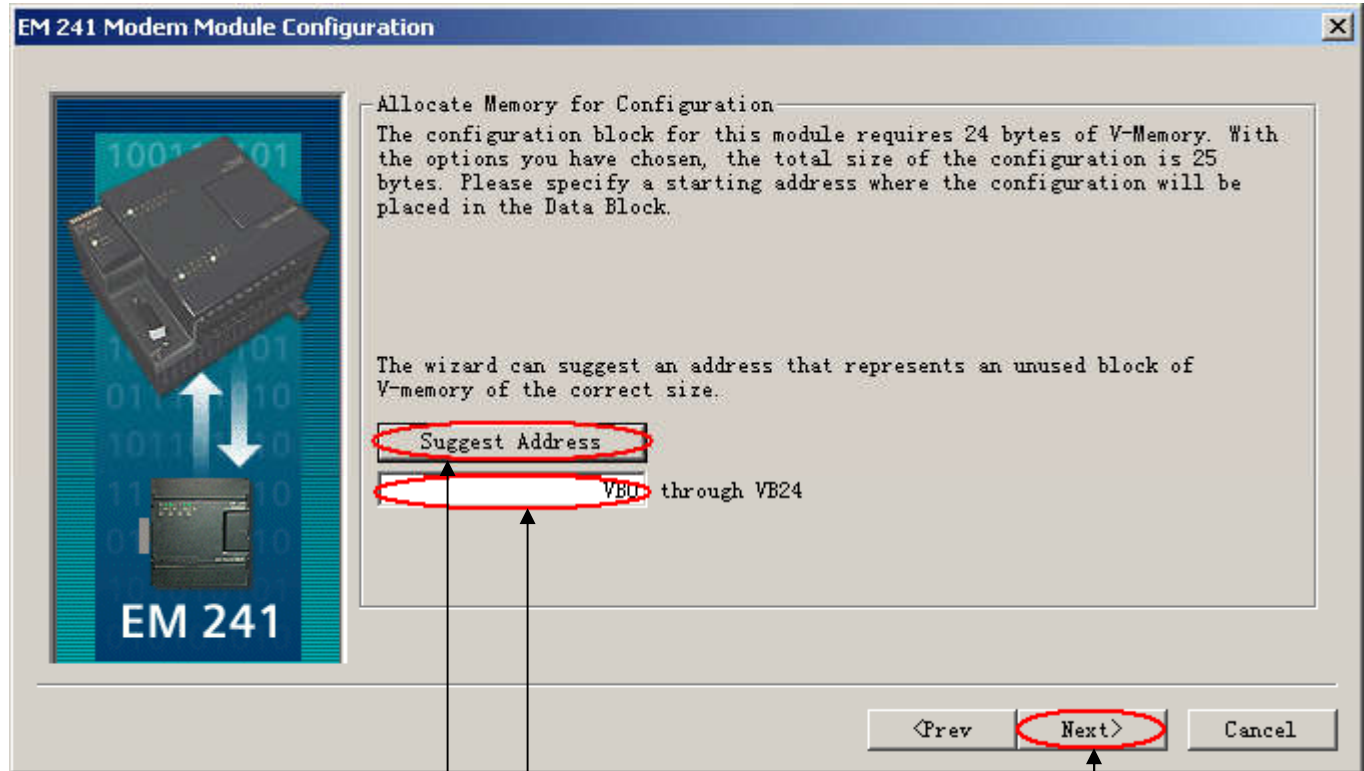 EM 241 Modem Module Configuration
Allocate Memory for Configuration
The configuration block for this module requires 24 bytes of V-Memory. With
the options you have chosen, the total size of the configuration is 25
bytes. Please specify a starting address where the configuration will be
placed in the Data Block.
The wizard can suggest an address that represents an unused block of
V-memory of the correct size.
Suggest Address
VB0 through VB24
EM 241
<Prev
Next>
Cancel